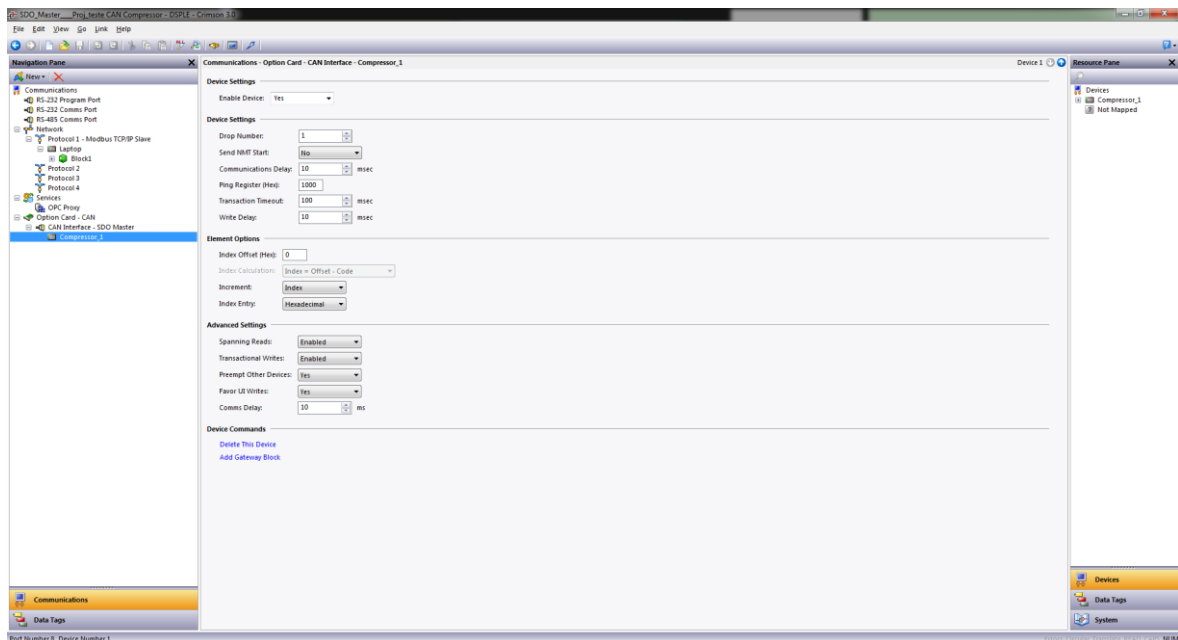 SDO_Master___Proj_teste CAN Compressor - DSPLE - Crimson 3.0
File Edit View Go Link Help
Navigation Pane
New
Communications
RS-232 Program Port
RS-232 Comms Port
RS-485 Comms Port
Network
Protocol 1 - Modbus TCP/IP Slave
Laptop
Block1
Protocol 2
Protocol 3
Protocol 4
Services
OPC Proxy
Option Card - CAN
CAN Interface - SDO Master
Compressor_1
Communications
Data Tags
Communications - Option Card - CAN Interface - Compressor_1
Device 1
Device Settings
Enable Device: Yes
Device Settings
Drop Number: 1
Send NMT Start: No
Communications Delay: 10 msec
Ping Register (Hex): 1000
Transaction Timeout: 100 msec
Write Delay: 10 msec
Element Options
Index Offset (Hex): 0
Index Calculation: Index = Offset - Code
Increment: Index
Index Entry: Hexadecimal
Advanced Settings
Spanning Reads: Enabled
Transactional Writes: Enabled
Preempt Other Devices: Yes
Favor UI Writes: Yes
Comms Delay: 10 ms
Device Commands
Delete This Device
Add Gateway Block
Resource Pane
Devices
Compressor_1
Not Mapped
Devices
Data Tags
System
Port Number 8, Device Number 1
NUM